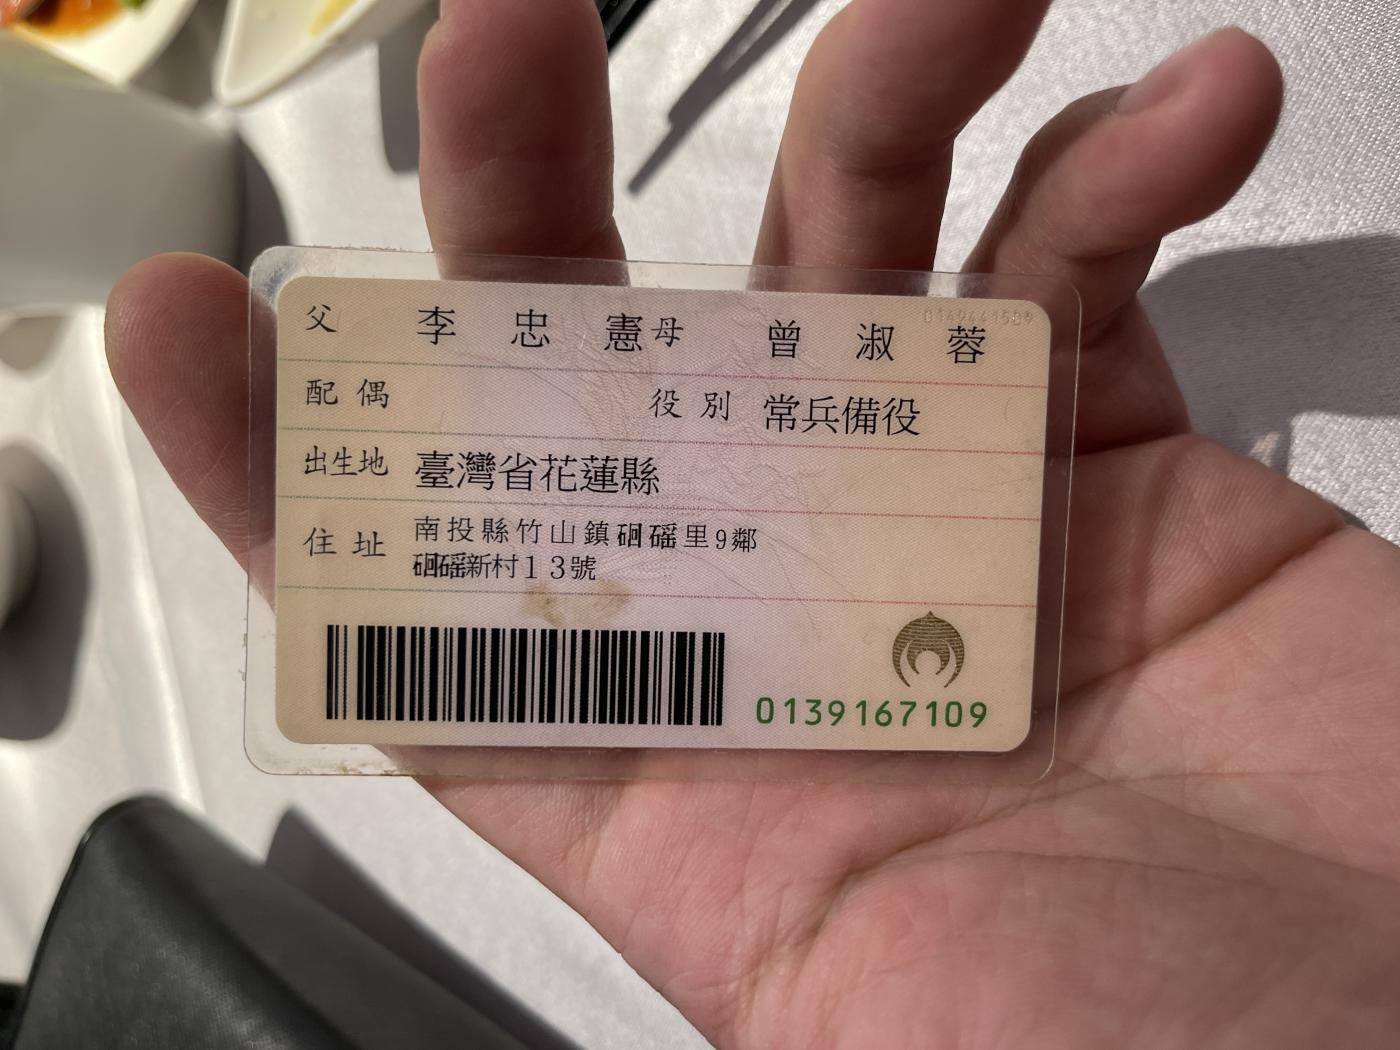 父 李忠憲 母 曾淑蓉
配偶 役別 常兵備役
出生地 臺灣省花蓮縣
住址 南投縣竹山鎮硘磘里9鄰
硘磘新村13號
0139167109